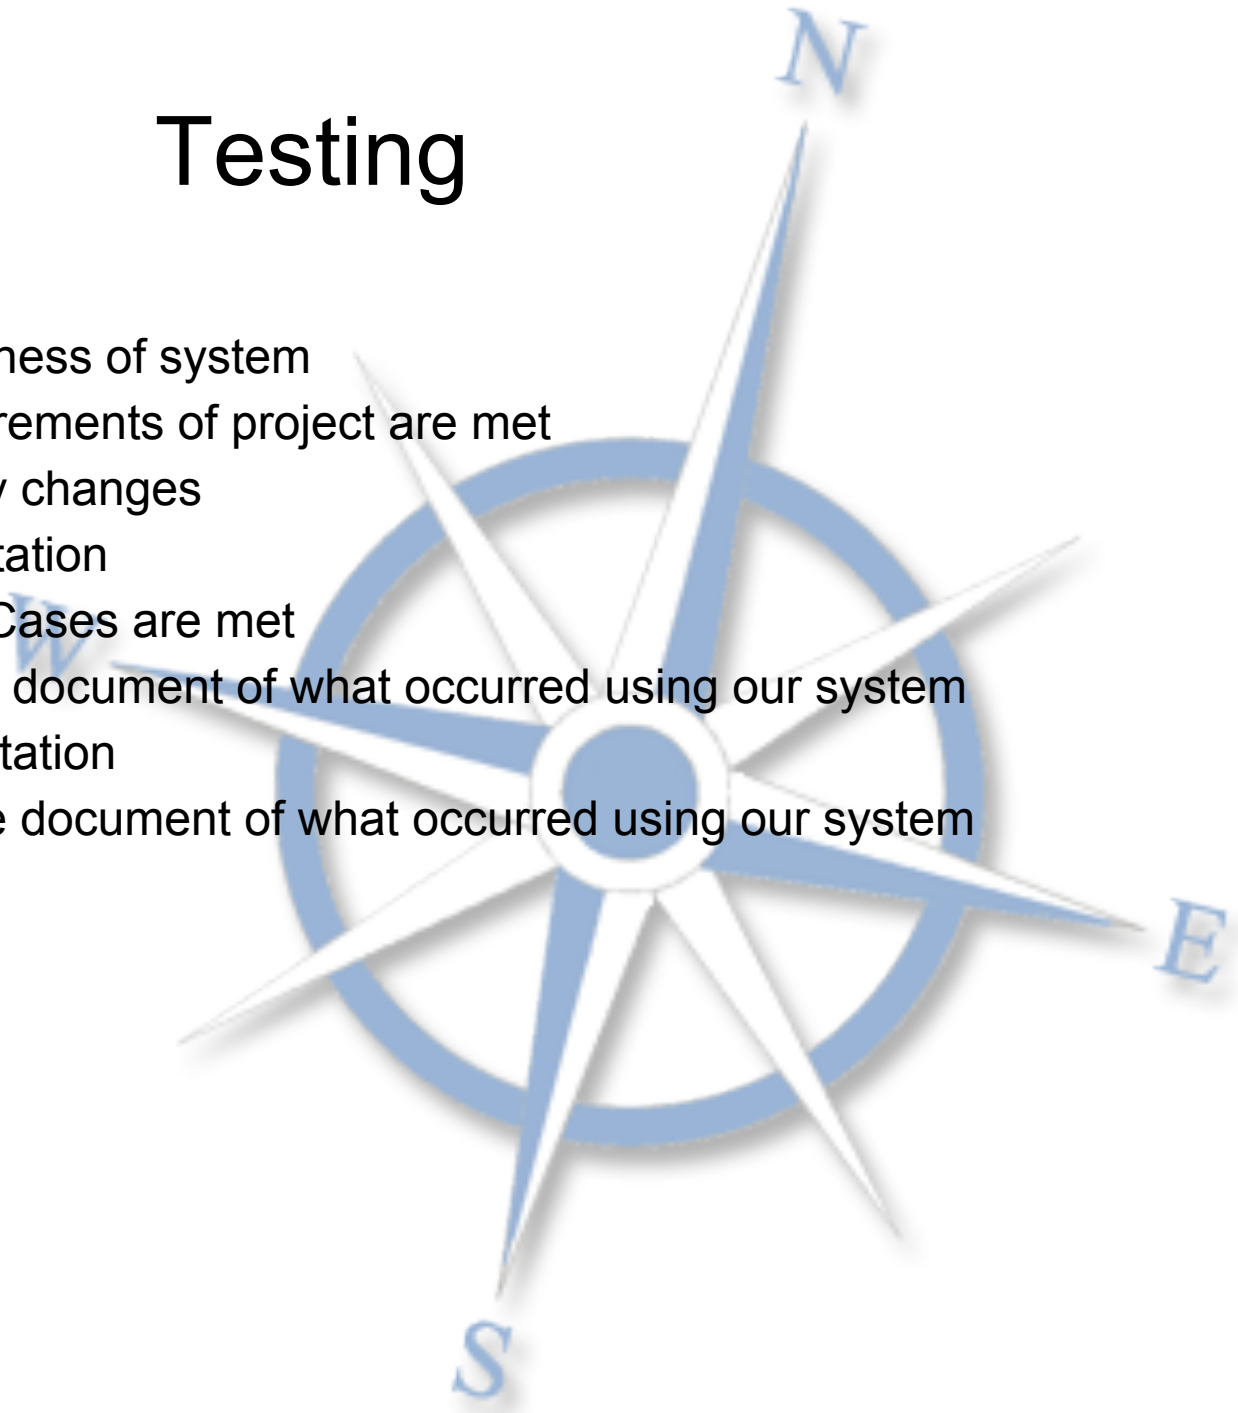 N
Testing
ness of system
rements of project are met
y changes
tation
Cases are met
W
document of what occurred using our system
tation
e document of what occurred using our system
E
S